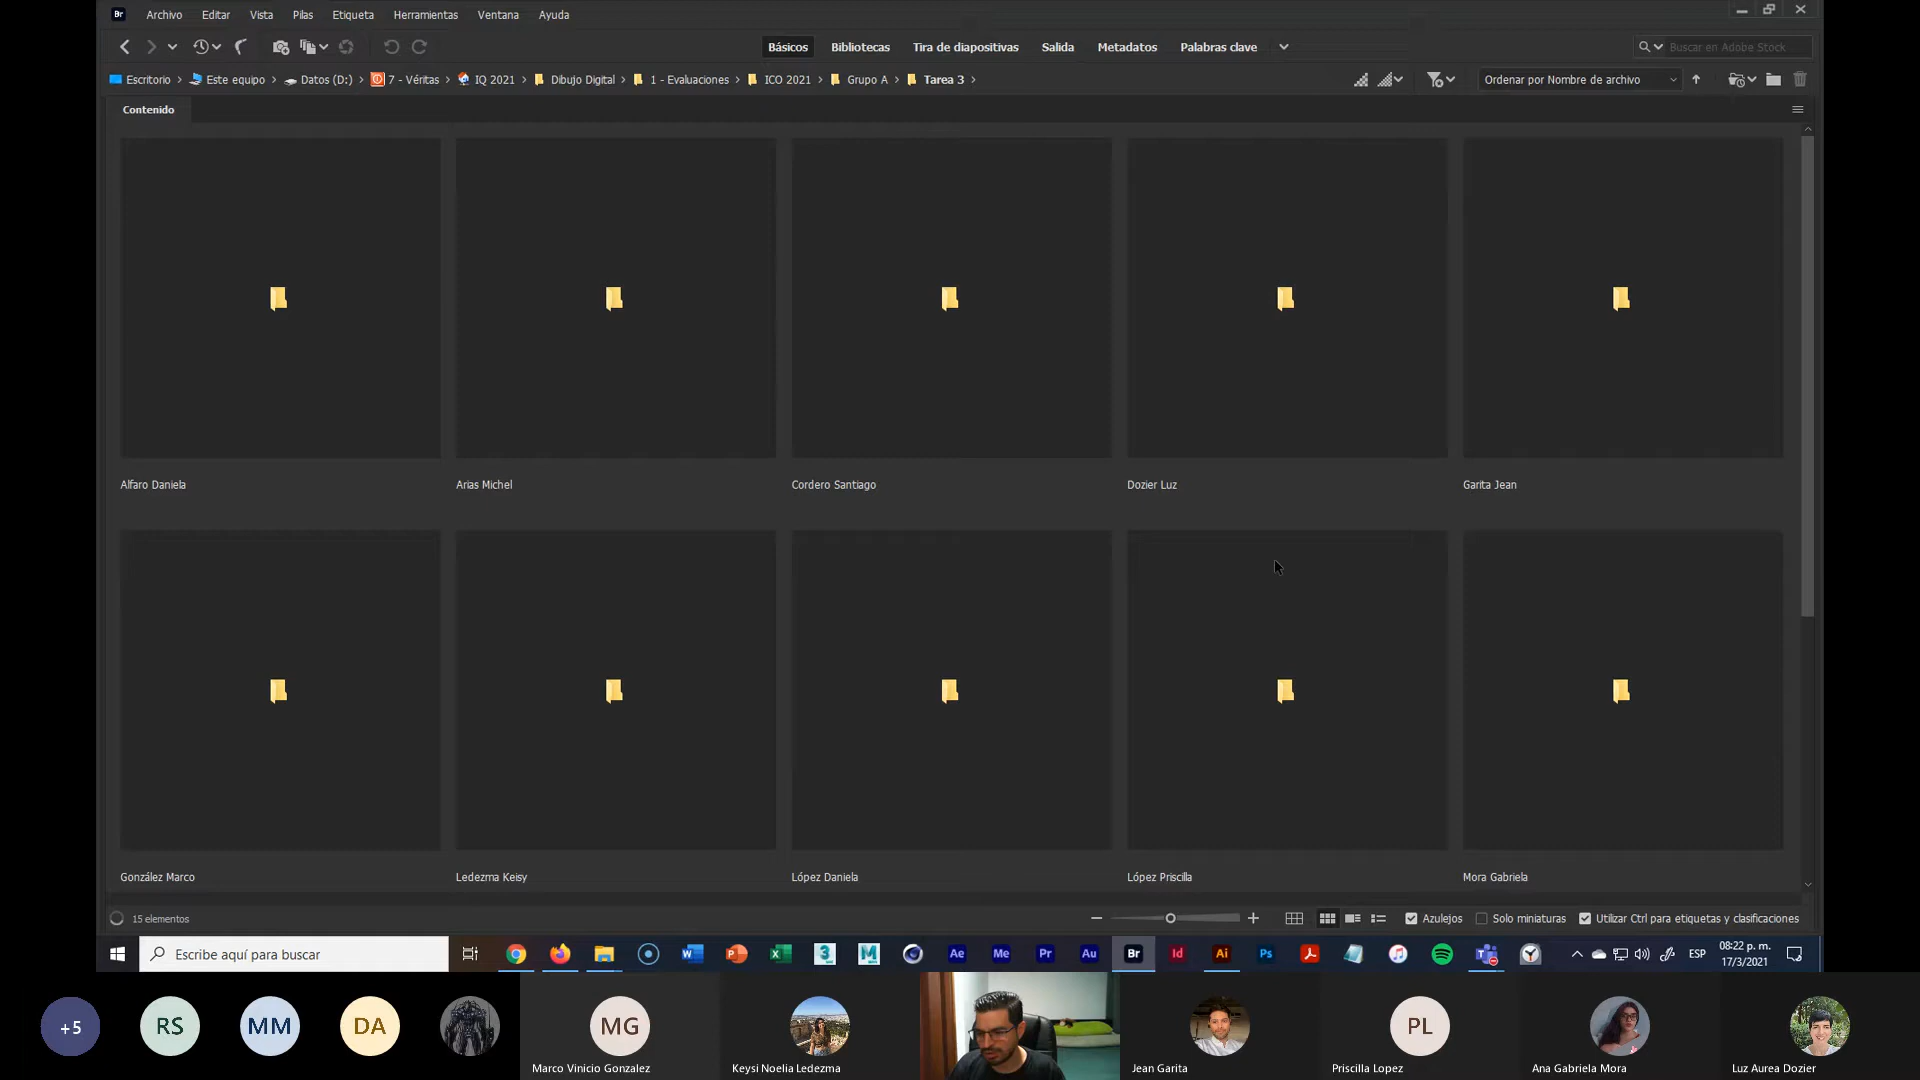 Br Archivo Editar Vista Pilas Etiqueta Herramientas Ventana Ayuda
Básicos Bibliotecas Tira de diapositivas Salida Metadatos Palabras clave Buscar en Adobe Stock
Escritorio Este equipo Datos (D:) 7 - Véritas IQ 2021 Dibujo Digital 1 - Evaluaciones ICO 2021 Grupo A Tarea 3 Ordenar por Nombre de archivo
Contenido
Alfaro Daniela Arias Michel Cordero Santiago Dozier Luz Garita Jean
González Marco Ledezma Keisy López Daniela López Priscilla Mora Gabriela
15 elementos Azulejos Solo miniaturas Utilizar Ctrl para etiquetas y clasificaciones
Escribe aquí para buscar 3 M Ae Me Pr Au Br Id Ai Ps ESP 08:22 p. m.
17/3/2021
+5 RS MM DA MG PL
Marco Vinicio Gonzalez Keysi Noelia Ledezma Jean Garita Priscilla Lopez Ana Gabriela Mora Luz Aurea Dozier